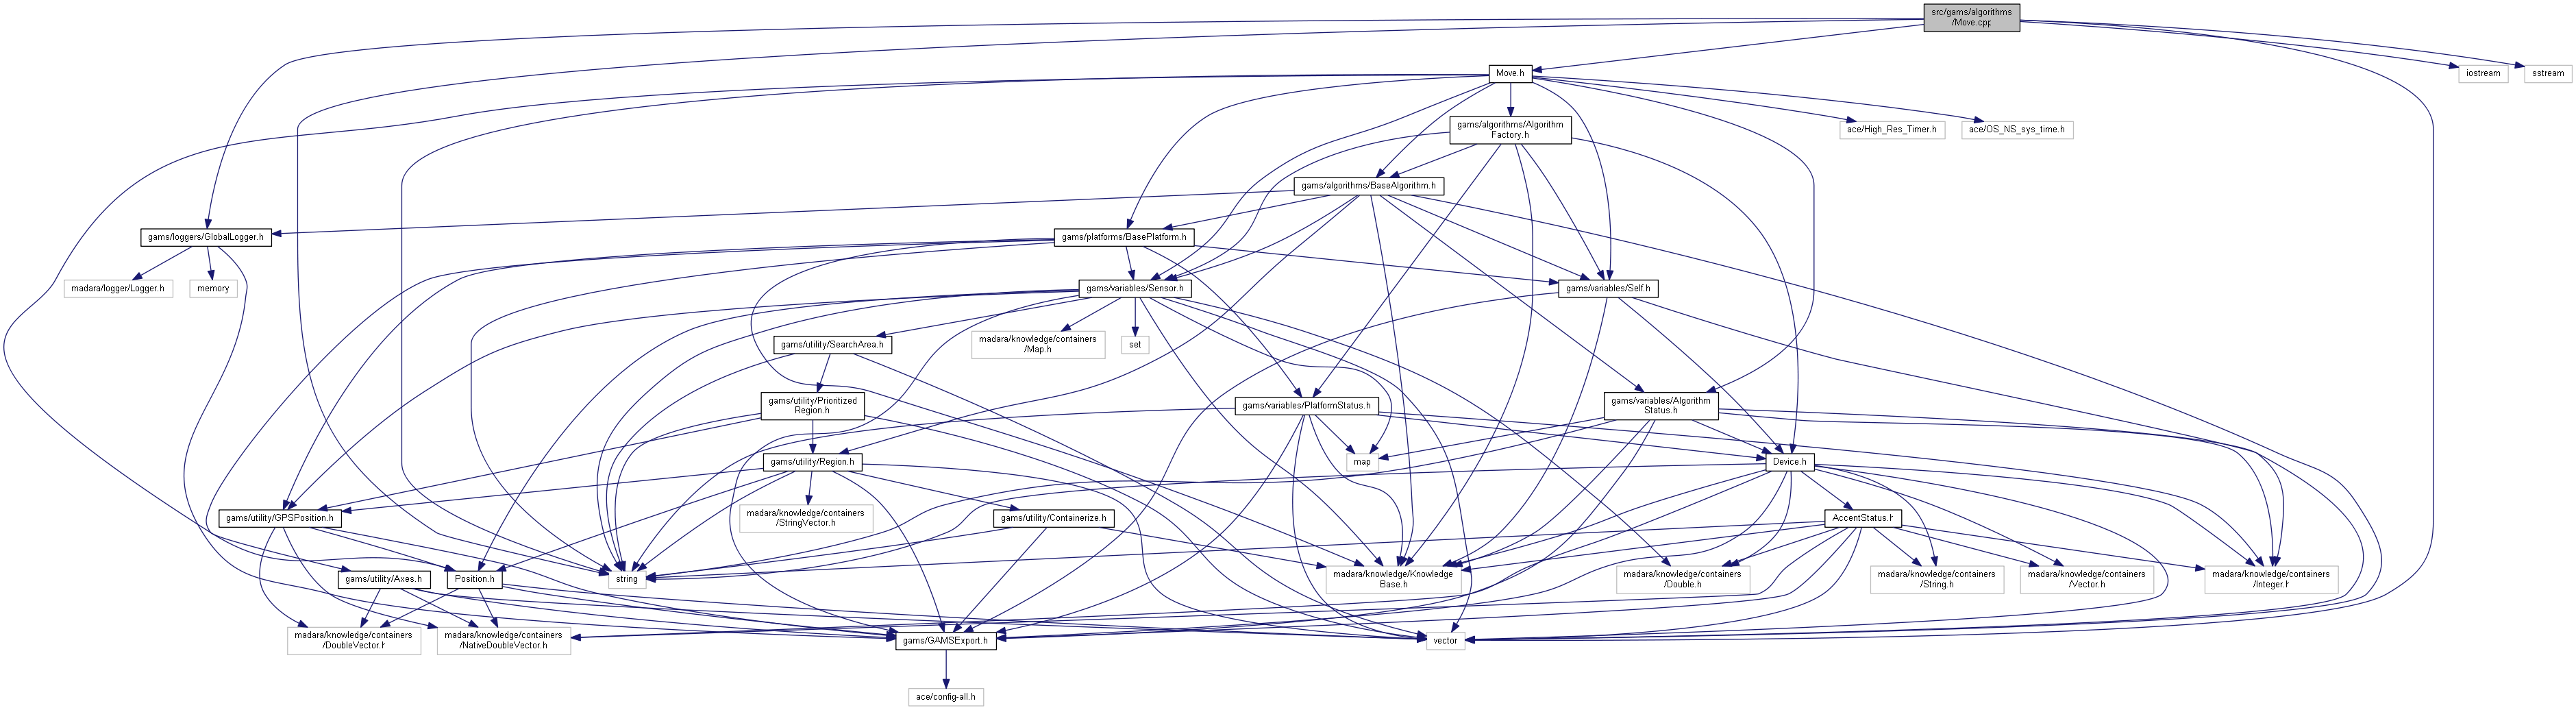 src/gams/algorithms
/Move.cpp
Move.h
iostream
sstream
gams/algorithms/Algorithm
Factory.h
ace/High_Res_Timer.h
ace/OS_NS_sys_time.h
gams/algorithms/BaseAlgorithm.h
gams/loggers/GlobalLogger.h
gams/platforms/BasePlatform.h
madara/logger/Logger.h
memory
gams/variables/Sensor.h
gams/variables/Self.h
gams/utility/SearchArea.h
madara/knowledge/containers
/Map.h
set
gams/utility/Prioritized
Region.h
gams/variables/PlatformStatus.h
gams/variables/Algorithm
Status.h
gams/utility/Region.h
map
Device.h
gams/utility/GPSPosition.h
madara/knowledge/containers
/StringVector.h
gams/utility/Containerize.h
AccentStatus.h
gams/utility/Axes.h
Position.h
string
madara/knowledge/Knowledge
Base.h
madara/knowledge/containers
/Double.h
madara/knowledge/containers
/String.h
madara/knowledge/containers
/Vector.h
madara/knowledge/containers
/Integer.h
madara/knowledge/containers
/DoubleVector.h
madara/knowledge/containers
/NativeDoubleVector.h
gams/GAMSExport.h
vector
ace/config-all.h